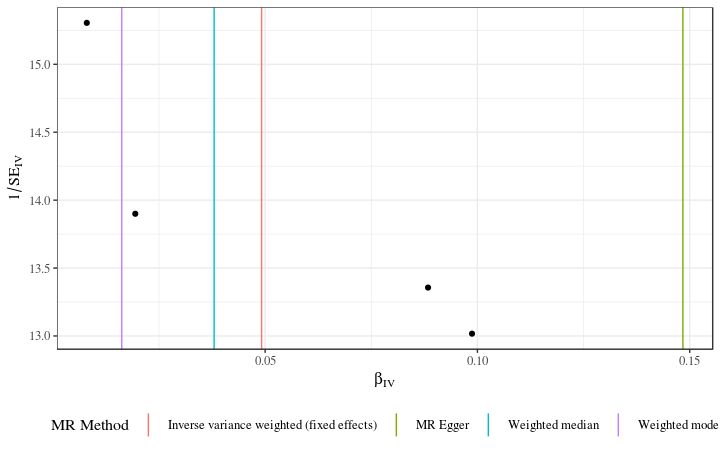 15.0
14.5
14.0
13.5
13.0
1/SE_IV
0.05 0.10 0.15
β_IV
MR Method Inverse variance weighted (fixed effects) MR Egger Weighted median Weighted mode